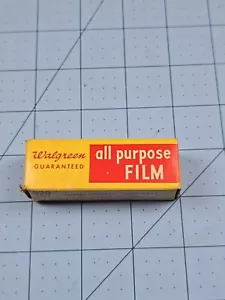 Walgreen
GUARANTEED
all purpose
FILM